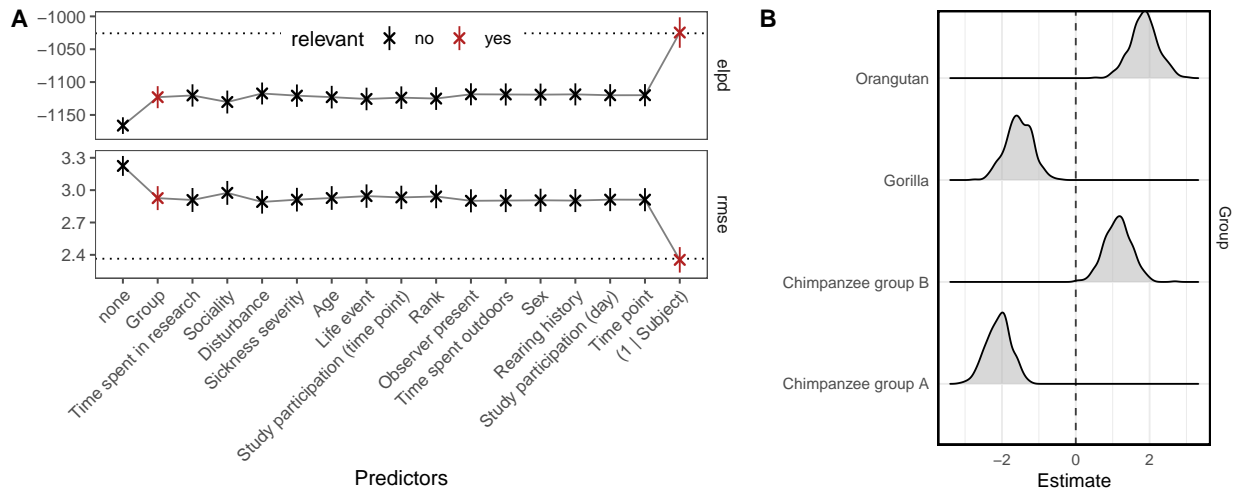 A
−1000
−1050
−1100
−1150
relevant no yes
elpd
3.3
3.0
2.7
2.4
rmse
none
Group
Time spent in research
Sociality
Disturbance
Sickness severity
Age
Life event
Study participation (time point)
Rank
Observer present
Time spent outdoors
Sex
Rearing history
Study participation (day)
Time point
(1 | Subject)
Predictors
B
Orangutan
Gorilla
Chimpanzee group B
Chimpanzee group A
Group
−2 0 2
Estimate